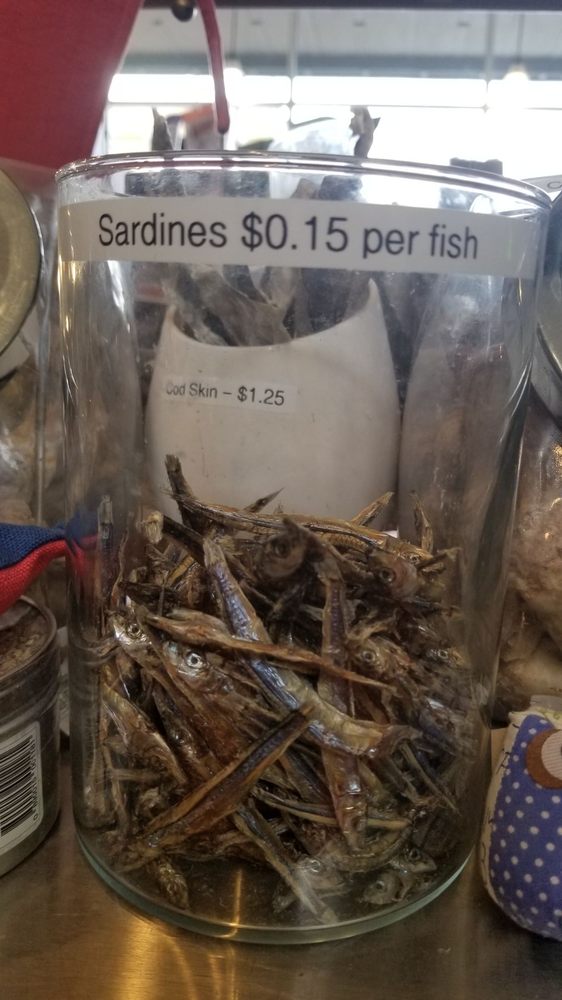 Sardines $0.15 per fish
Cod Skin – $1.25